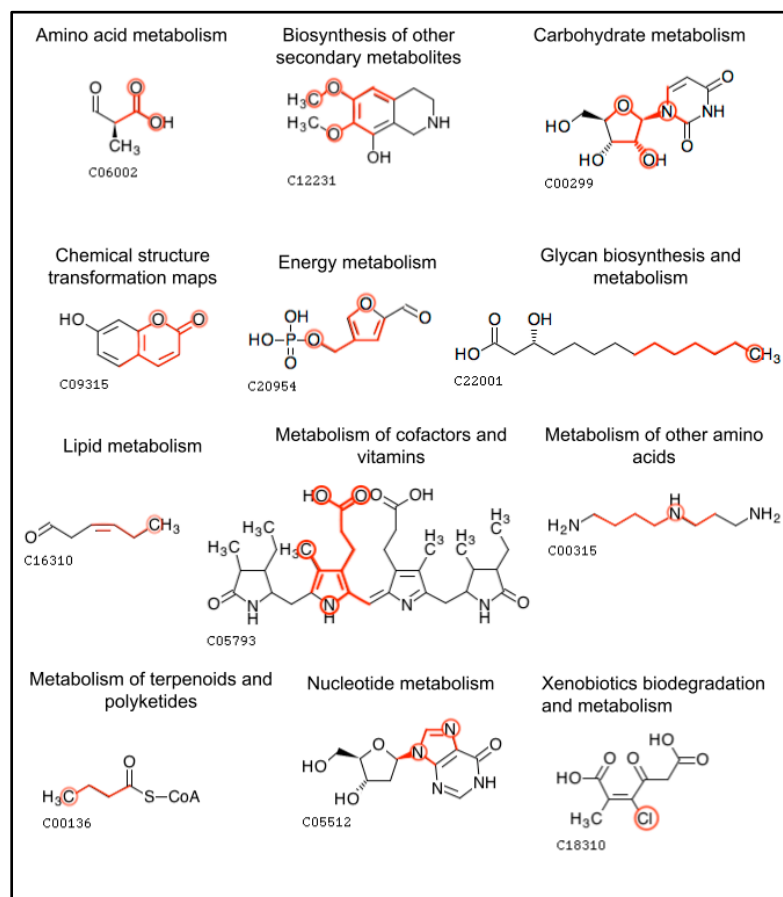 Amino acid metabolism
Biosynthesis of other
secondary metabolites
Carbohydrate metabolism
O
O
OH
CH3
C06002
H3C
O
H3C
O
OH
NH
C12231
HO
O
HO
OH
N
O
NH
O
C00299
Chemical structure
transformation maps
Energy metabolism
Glycan biosynthesis and
metabolism
HO
O
O
C09315
OH
HO
P
O
O
O
O
C20954
O
OH
HO
CH3
C22001
Lipid metabolism
Metabolism of cofactors and
vitamins
Metabolism of other amino
acids
O
CH3
C16310
HO
O
O
OH
H3C
H3C
H3C
CH3
H3C
CH3
O
N
H
N
H
N
N
H
O
C05793
H2N
H
N
NH2
C00315
Metabolism of terpenoids and
polyketides
Nucleotide metabolism
Xenobiotics biodegradation
and metabolism
O
H3C
S—CoA
C00136
HO
O
HO
N
N
O
N
NH
C05512
HO
O
O
O
OH
H3C
Cl
C18310